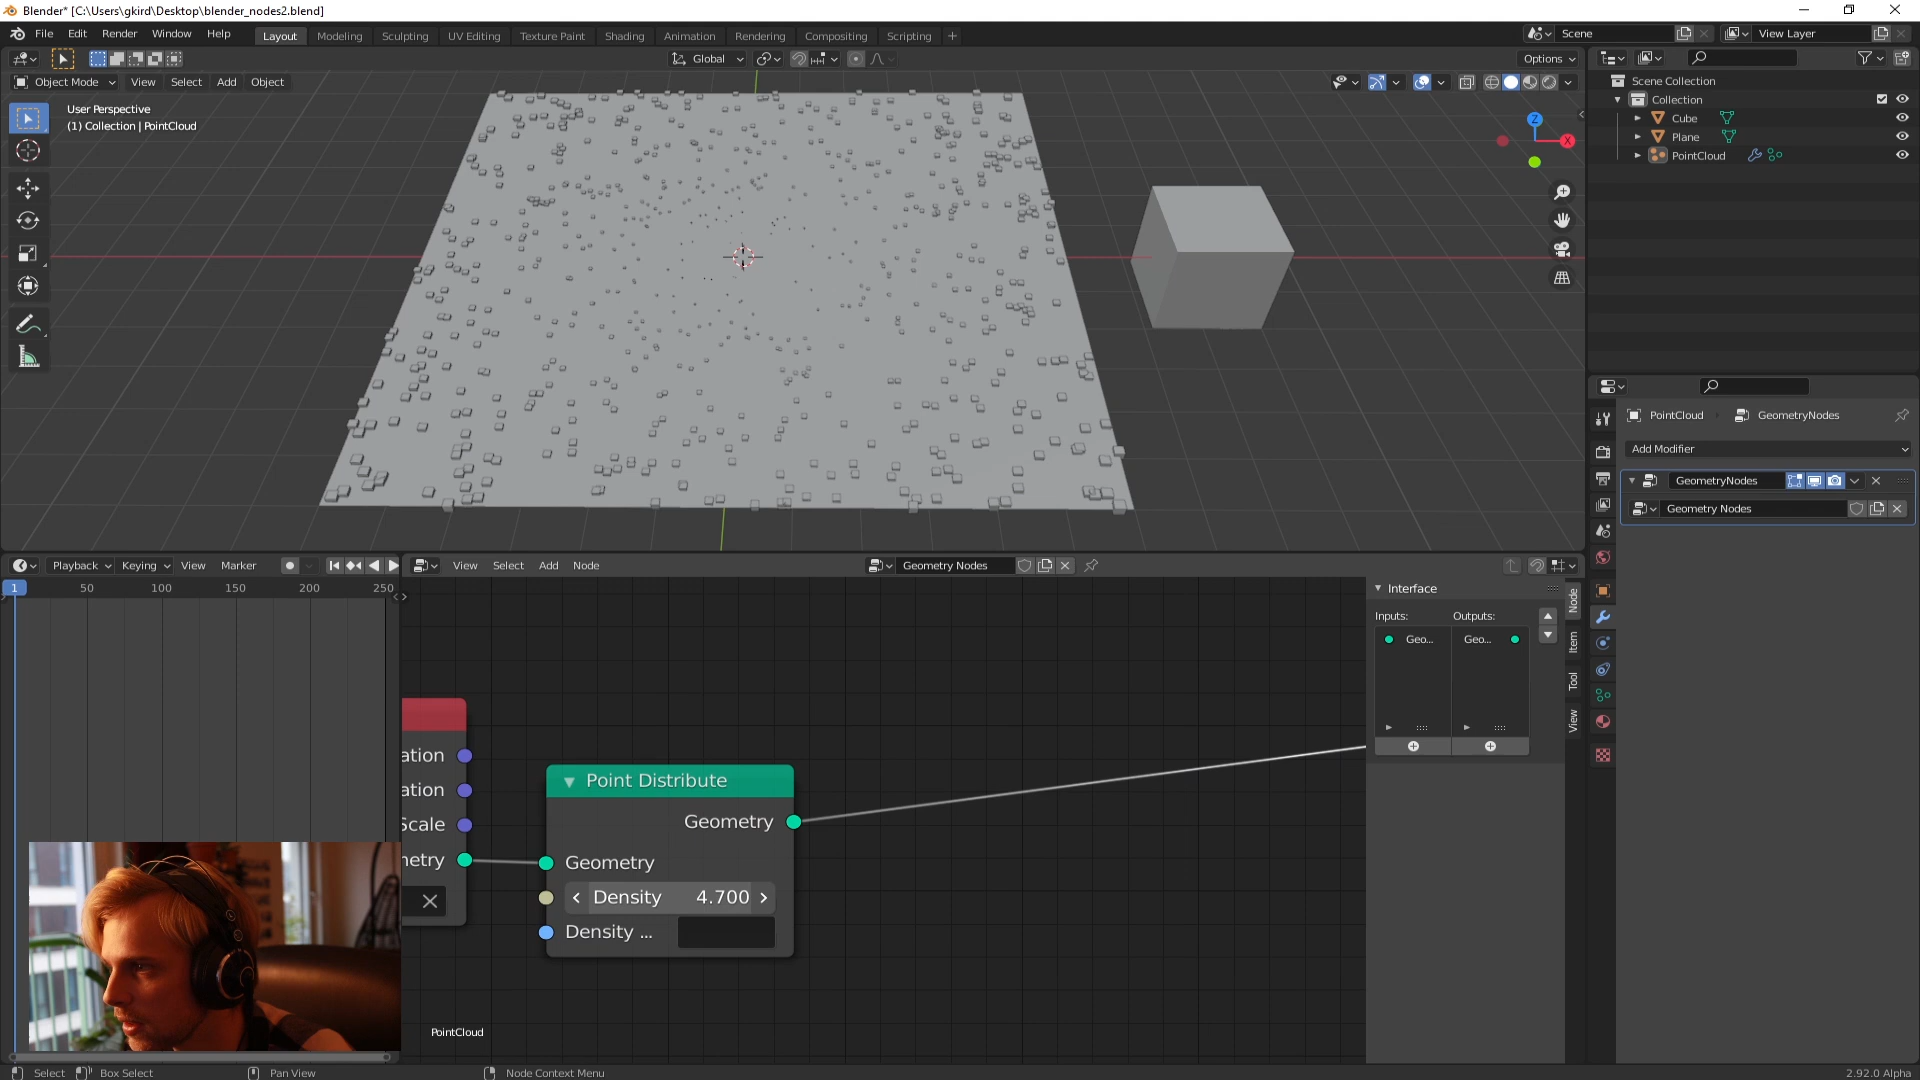 Blender* [C:\Users\gkird\Desktop\blender_nodes2.blend]
File Edit Render Window Help Layout Modeling Sculpting UV Editing Texture Paint Shading Animation Rendering Compositing Scripting + Scene View Layer
Global Options
Object Mode View Select Add Object
User Perspective
(1) Collection | PointCloud
Z
X
Scene Collection
Collection
Cube
Plane
PointCloud
PointCloud GeometryNodes
Add Modifier
GeometryNodes
Geometry Nodes
Playback Keying View Marker
1 50 100 150 200 250
View Select Add Node Geometry Nodes
Interface
Inputs: Outputs:
Geo... Geo...
Node
Item
Tool
View
ation
ation
Scale
netry
Point Distribute
Geometry
Geometry
Density 4.700
Density ...
PointCloud
Select Box Select Pan View Node Context Menu 2.92.0 Alpha